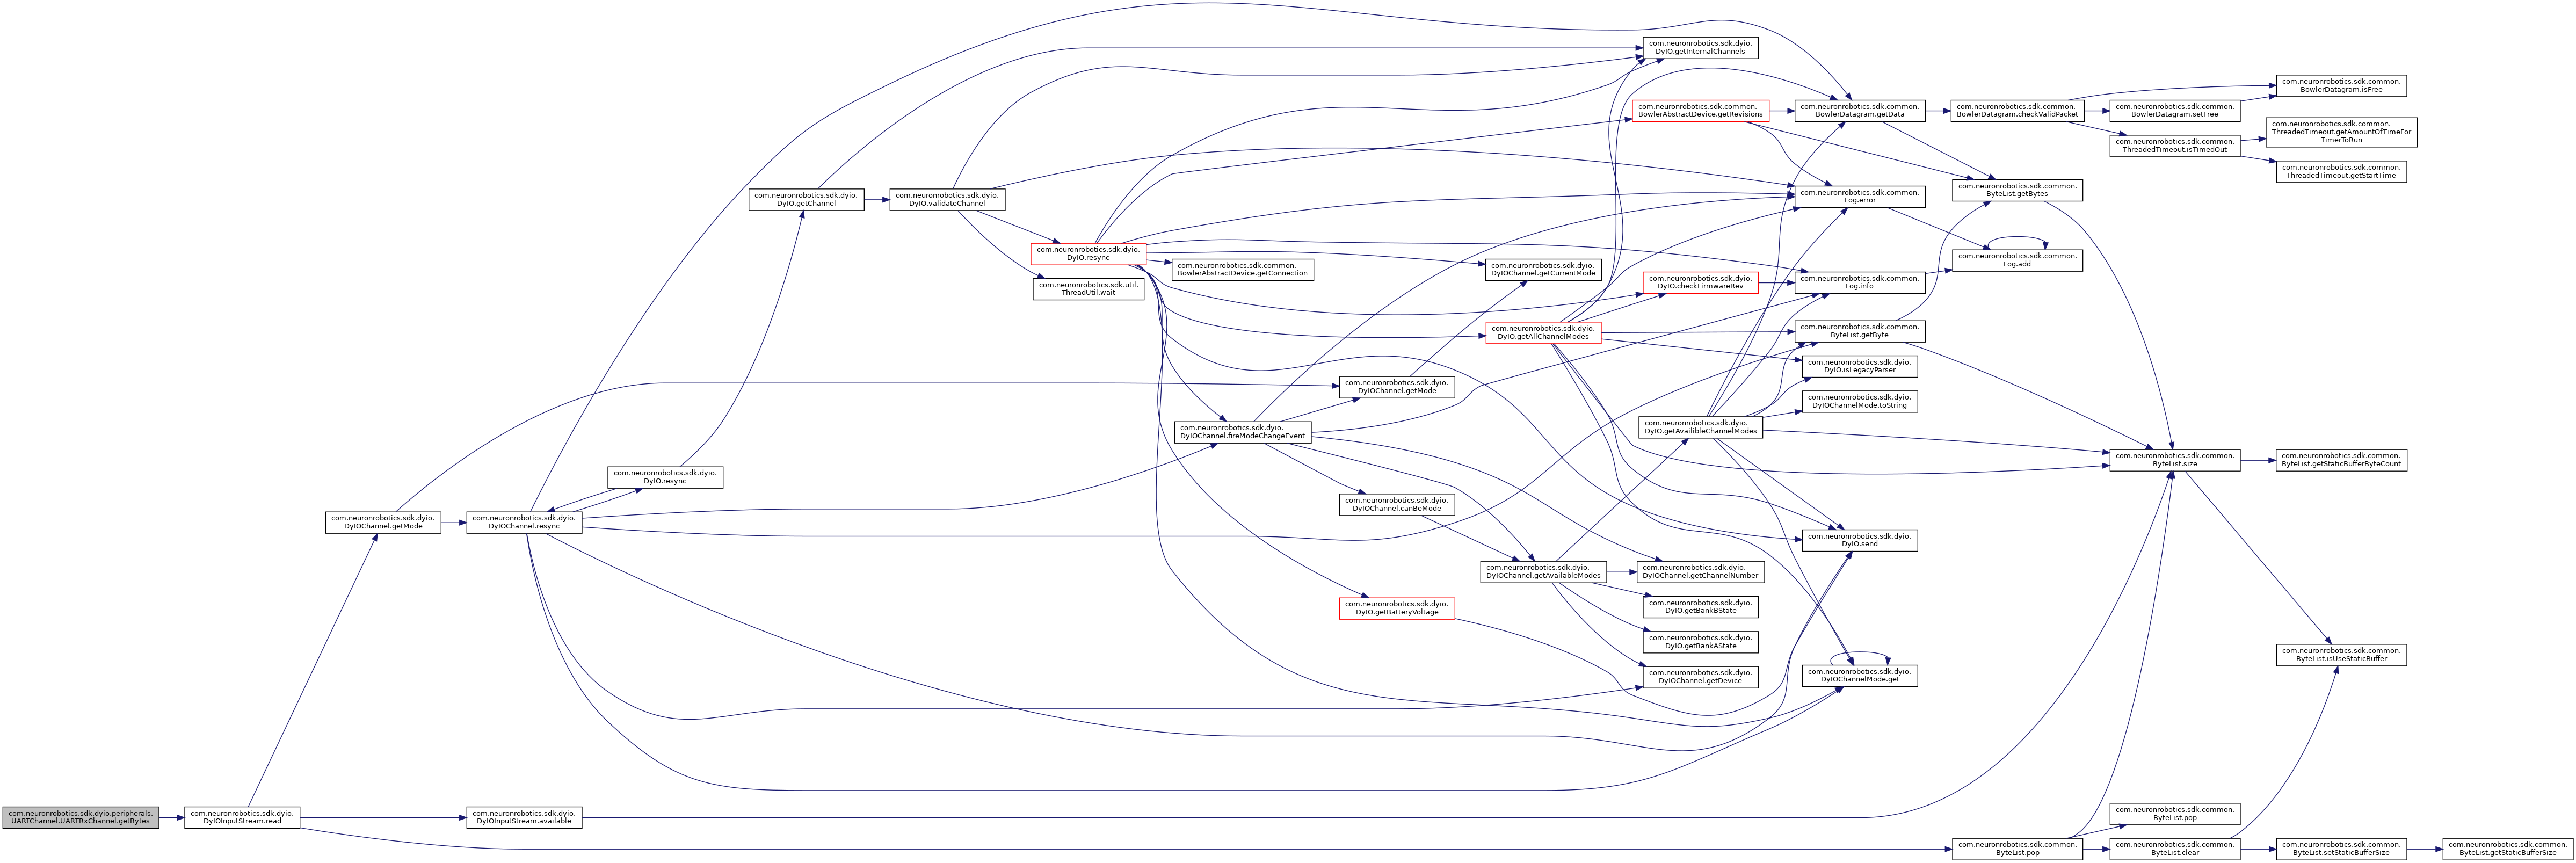 com.neuronrobotics.sdk.dyio.peripherals.
UARTChannel.UARTRxChannel.getBytes
com.neuronrobotics.sdk.dyio.
DyIOInputStream.read
com.neuronrobotics.sdk.dyio.
DyIOChannel.getMode
com.neuronrobotics.sdk.dyio.
DyIOChannel.resync
com.neuronrobotics.sdk.dyio.
DyIOInputStream.available
com.neuronrobotics.sdk.dyio.
DyIO.resync
com.neuronrobotics.sdk.dyio.
DyIO.getChannel
com.neuronrobotics.sdk.dyio.
DyIO.validateChannel
com.neuronrobotics.sdk.dyio.
DyIO.resync
com.neuronrobotics.sdk.util.
ThreadUtil.wait
com.neuronrobotics.sdk.common.
BowlerAbstractDevice.getConnection
com.neuronrobotics.sdk.dyio.
DyIOChannel.fireModeChangeEvent
com.neuronrobotics.sdk.dyio.
DyIOChannel.getMode
com.neuronrobotics.sdk.dyio.
DyIOChannel.canBeMode
com.neuronrobotics.sdk.dyio.
DyIO.getBatteryVoltage
com.neuronrobotics.sdk.dyio.
DyIOChannel.getCurrentMode
com.neuronrobotics.sdk.dyio.
DyIO.getAllChannelModes
com.neuronrobotics.sdk.dyio.
DyIOChannel.getAvailableModes
com.neuronrobotics.sdk.dyio.
DyIO.getInternalChannels
com.neuronrobotics.sdk.common.
BowlerAbstractDevice.getRevisions
com.neuronrobotics.sdk.dyio.
DyIO.checkFirmwareRev
com.neuronrobotics.sdk.dyio.
DyIO.getAvailibleChannelModes
com.neuronrobotics.sdk.dyio.
DyIOChannel.getChannelNumber
com.neuronrobotics.sdk.dyio.
DyIO.getBankBState
com.neuronrobotics.sdk.dyio.
DyIO.getBankAState
com.neuronrobotics.sdk.dyio.
DyIOChannel.getDevice
com.neuronrobotics.sdk.common.
BowlerDatagram.getData
com.neuronrobotics.sdk.common.
Log.error
com.neuronrobotics.sdk.common.
Log.info
com.neuronrobotics.sdk.common.
ByteList.getByte
com.neuronrobotics.sdk.dyio.
DyIO.isLegacyParser
com.neuronrobotics.sdk.dyio.
DyIOChannelMode.toString
com.neuronrobotics.sdk.dyio.
DyIO.send
com.neuronrobotics.sdk.dyio.
DyIOChannelMode.get
com.neuronrobotics.sdk.common.
BowlerDatagram.checkValidPacket
com.neuronrobotics.sdk.common.
ByteList.getBytes
com.neuronrobotics.sdk.common.
Log.add
com.neuronrobotics.sdk.common.
ByteList.pop
com.neuronrobotics.sdk.common.
BowlerDatagram.setFree
com.neuronrobotics.sdk.common.
ThreadedTimeout.isTimedOut
com.neuronrobotics.sdk.common.
ByteList.size
com.neuronrobotics.sdk.common.
ByteList.pop
com.neuronrobotics.sdk.common.
ByteList.clear
com.neuronrobotics.sdk.common.
BowlerDatagram.isFree
com.neuronrobotics.sdk.common.
ThreadedTimeout.getAmountOfTimeFor
TimerToRun
com.neuronrobotics.sdk.common.
ThreadedTimeout.getStartTime
com.neuronrobotics.sdk.common.
ByteList.getStaticBufferByteCount
com.neuronrobotics.sdk.common.
ByteList.isUseStaticBuffer
com.neuronrobotics.sdk.common.
ByteList.setStaticBufferSize
com.neuronrobotics.sdk.common.
ByteList.getStaticBufferSize